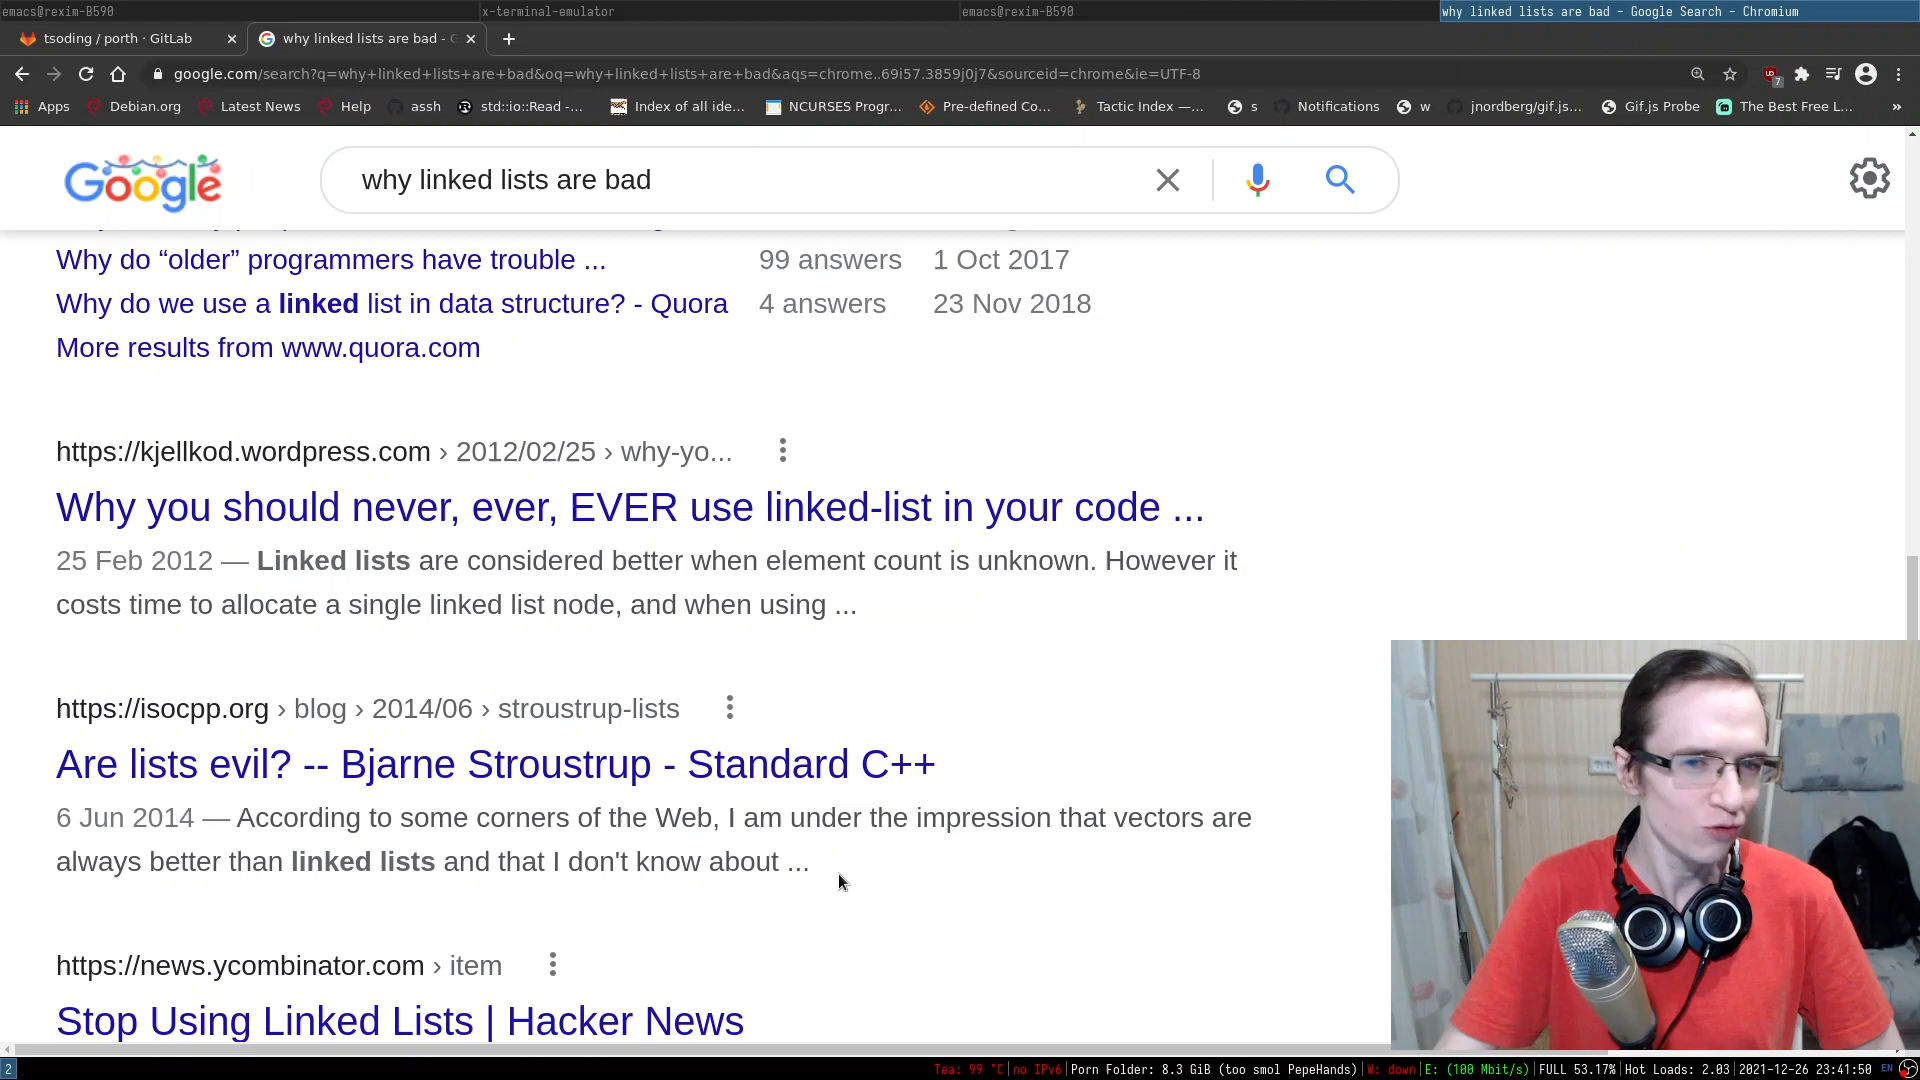 emacs@rexim-B590
x-terminal-emulator
emacs@rexim-B590
why linked lists are bad - Google Search - Chromium
tsoding / porth · GitLab
why linked lists are bad - G
google.com/search?q=why+linked+lists+are+bad&oq=why+linked+lists+are+bad&aqs=chrome..69i57.3859j0j7&sourceid=chrome&ie=UTF-8
7
Apps
Debian.org
Latest News
Help
assh
std::io::Read -...
Index of all ide...
NCURSES Progr...
Pre-defined Co...
Tactic Index —...
s
Notifications
w
jnordberg/gif.js...
Gif.js Probe
The Best Free L...
»
Google
why linked lists are bad
Why do “older” programmers have trouble ... 99 answers 1 Oct 2017
Why do we use a linked list in data structure? - Quora 4 answers 23 Nov 2018
More results from www.quora.com
https://kjellkod.wordpress.com › 2012/02/25 › why-yo...
Why you should never, ever, EVER use linked-list in your code ...
25 Feb 2012 — Linked lists are considered better when element count is unknown. However it
costs time to allocate a single linked list node, and when using ...
https://isocpp.org › blog › 2014/06 › stroustrup-lists
Are lists evil? -- Bjarne Stroustrup - Standard C++
6 Jun 2014 — According to some corners of the Web, I am under the impression that vectors are
always better than linked lists and that I don't know about ...
https://news.ycombinator.com › item
Stop Using Linked Lists | Hacker News
2
Tea: 99 °C|no IPv6|Porn Folder: 8.3 GiB (too smol PepeHands)|W: down|E: (100 Mbit/s)|FULL 53.17%|Hot Loads: 2.03|2021-12-26 23:41:50 EN